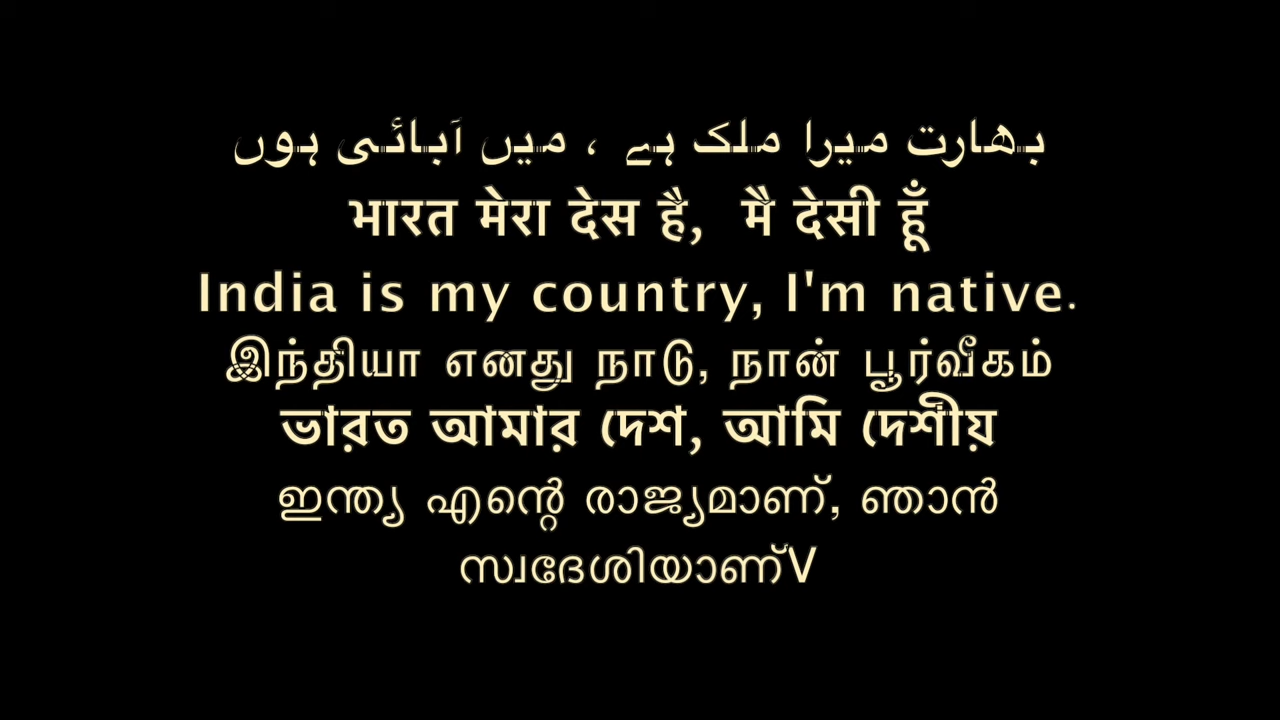 بھارت میرا ملک ہے ، میں آبائی ہوں
भारत मेरा देस है, मै देसी हूँ
India is my country, I'm native.
இந்தியா எனது நாடு, நான் பூர்வீகம்
ভারত আমার দেশ, আমি দেশীয়
ഇന്ത്യ എന്റെ രാജ്യമാണ്, ഞാൻ
സ്വദേശിയാണ്V